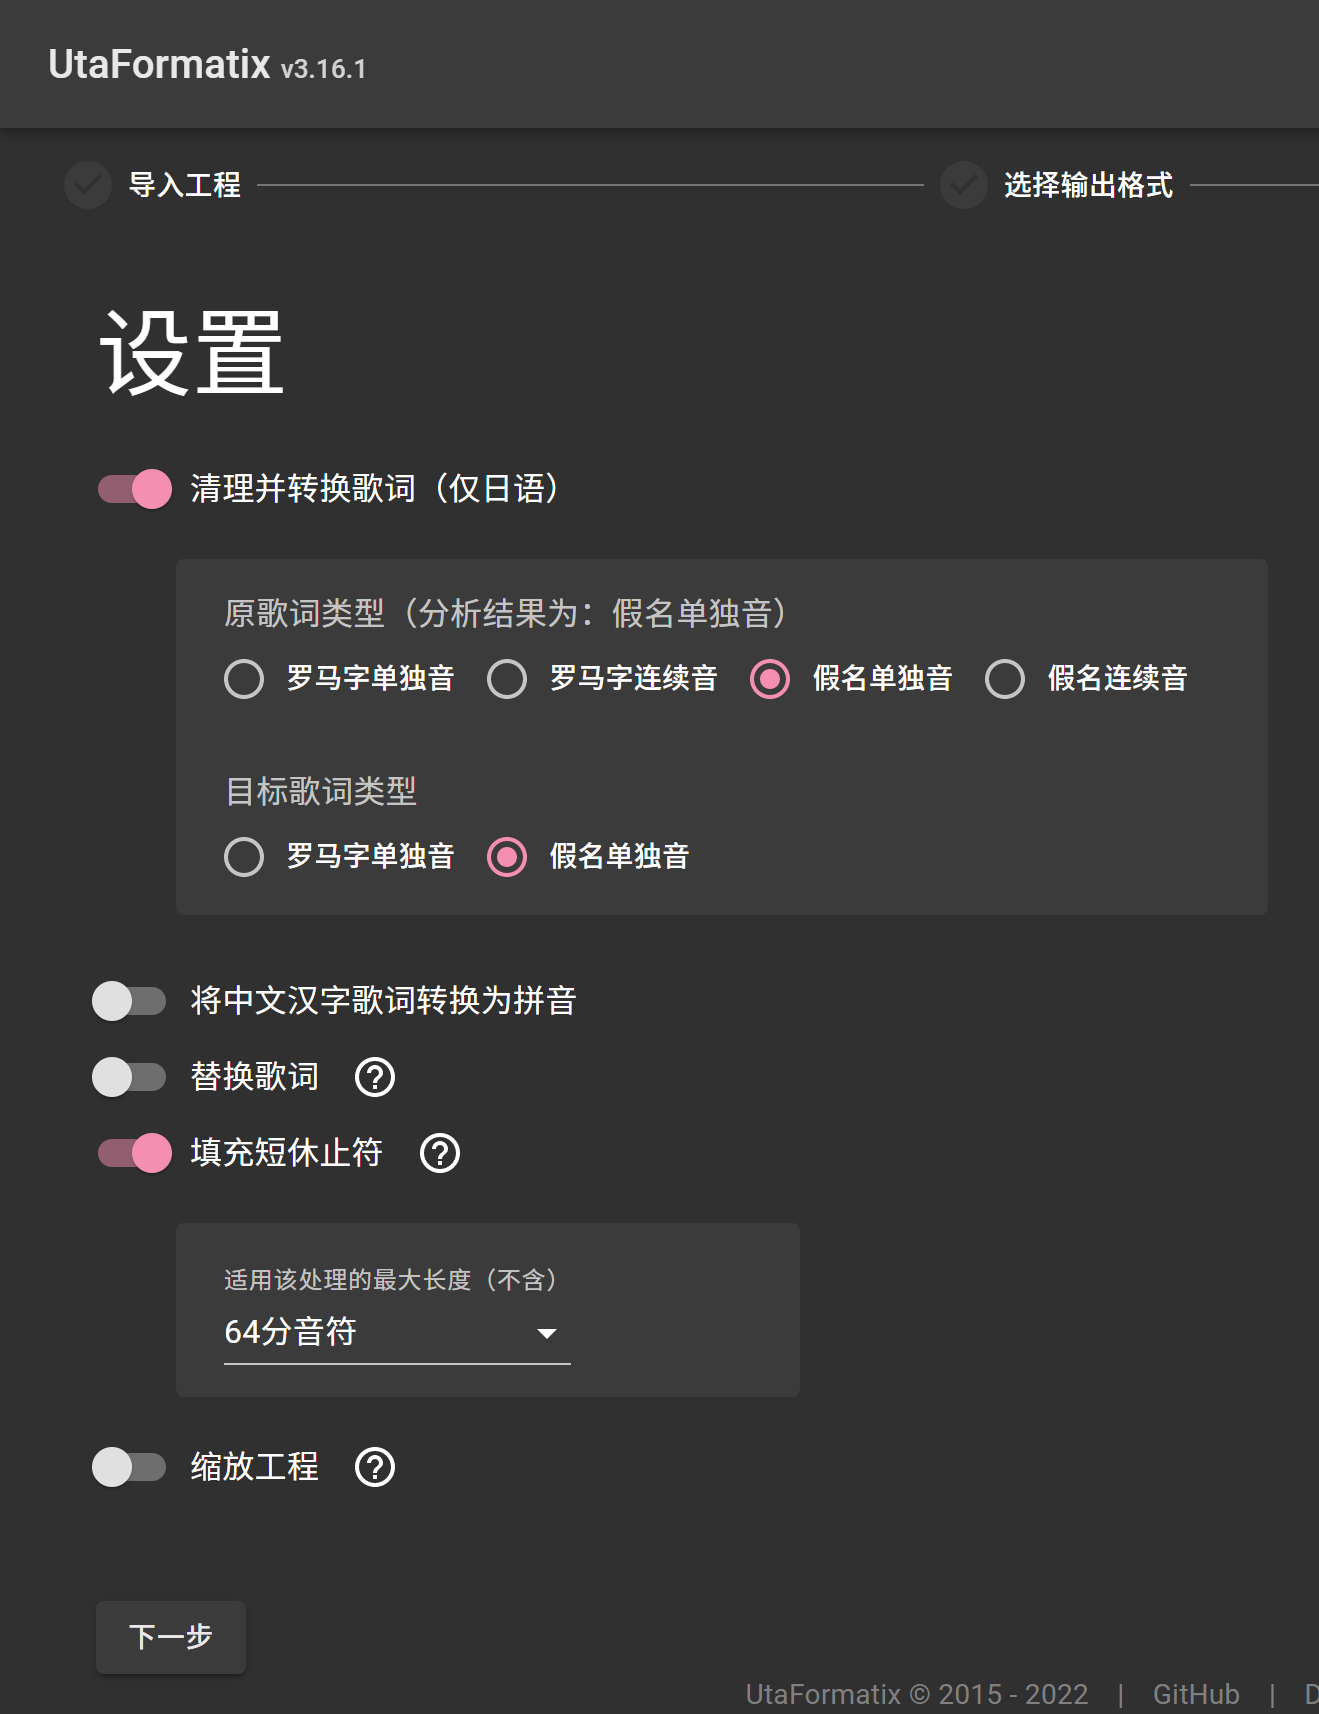 UtaFormatix v3.16.1
导入工程
选择输出格式
设置
清理并转换歌词（仅日语）
原歌词类型（分析结果为：假名单独音）
罗马字单独音 罗马字连续音 假名单独音 假名连续音
目标歌词类型
罗马字单独音 假名单独音
将中文汉字歌词转换为拼音
替换歌词
填充短休止符
适用该处理的最大长度（不含）
64分音符
缩放工程
下一步
UtaFormatix © 2015 - 2022 | GitHub |